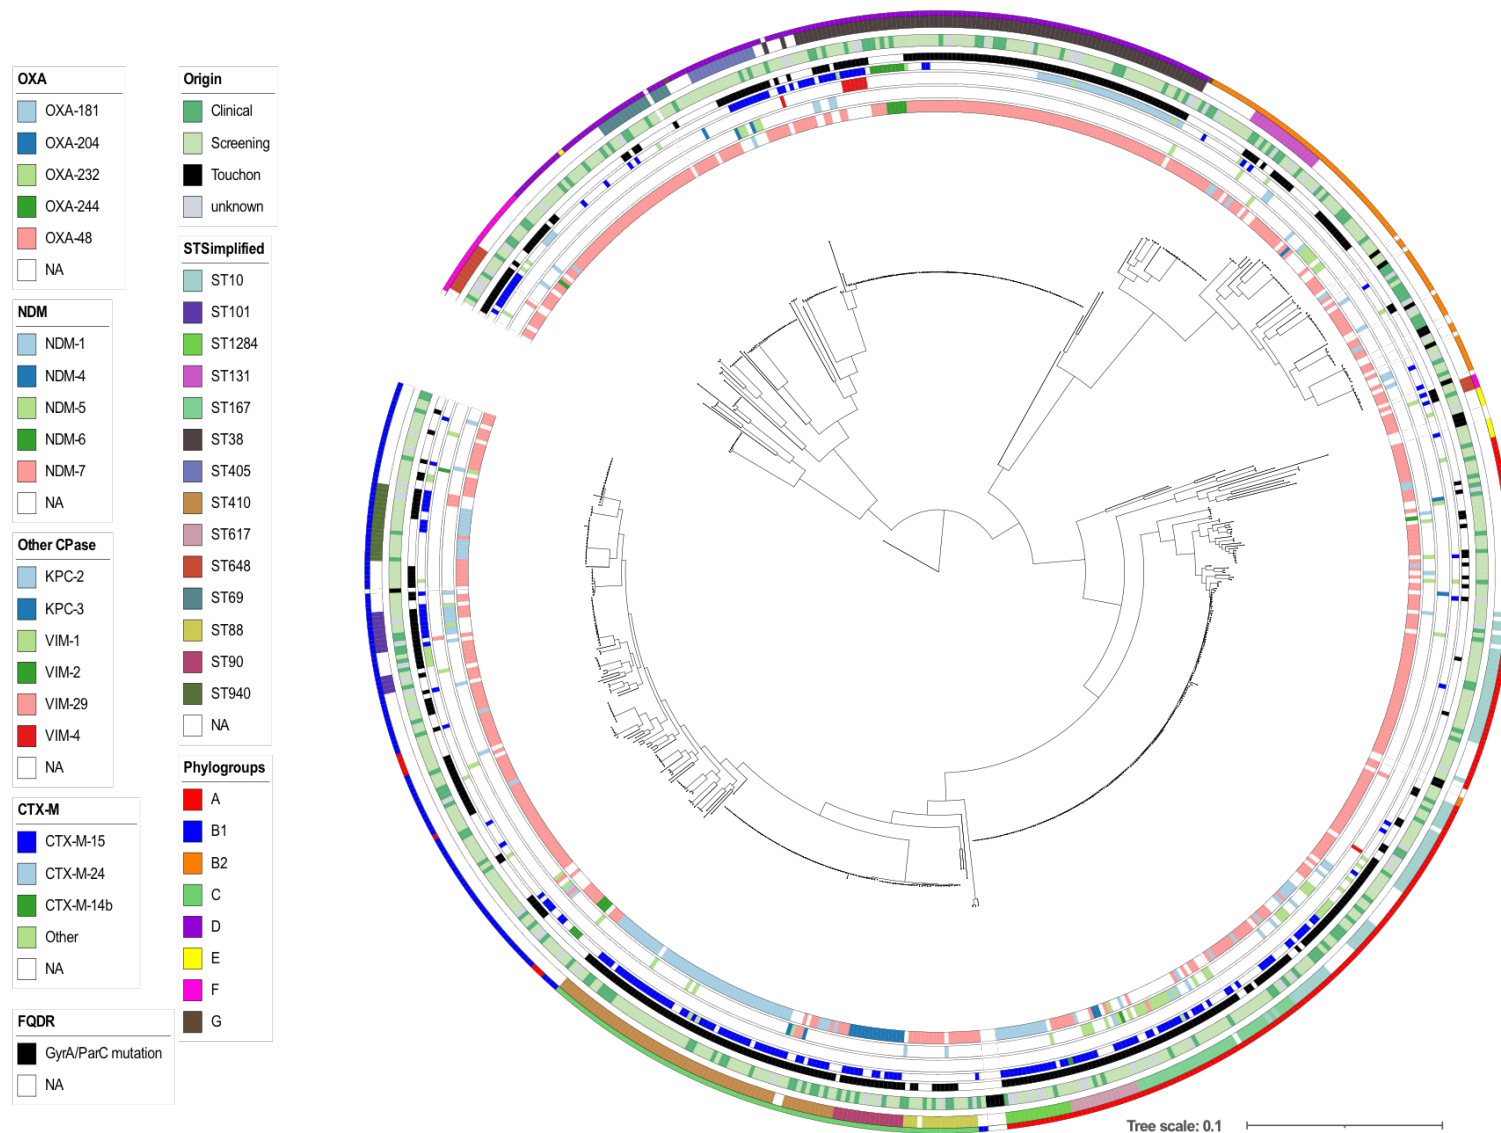 OXA
OXA-181
OXA-204
OXA-232
OXA-244
OXA-48
NA
NDM
NDM-1
NDM-4
NDM-5
NDM-6
NDM-7
NA
Other CPase
KPC-2
KPC-3
VIM-1
VIM-2
VIM-29
VIM-4
NA
CTX-M
CTX-M-15
CTX-M-24
CTX-M-14b
Other
NA
FQDR
GyrA/ParC mutation
NA
Origin
Clinical
Screening
Touchon
unknown
STSimplified
ST10
ST101
ST1284
ST131
ST167
ST38
ST405
ST410
ST617
ST648
ST69
ST88
ST90
ST940
NA
Phylogroups
A
B1
B2
C
D
E
F
G
Tree scale: 0.1